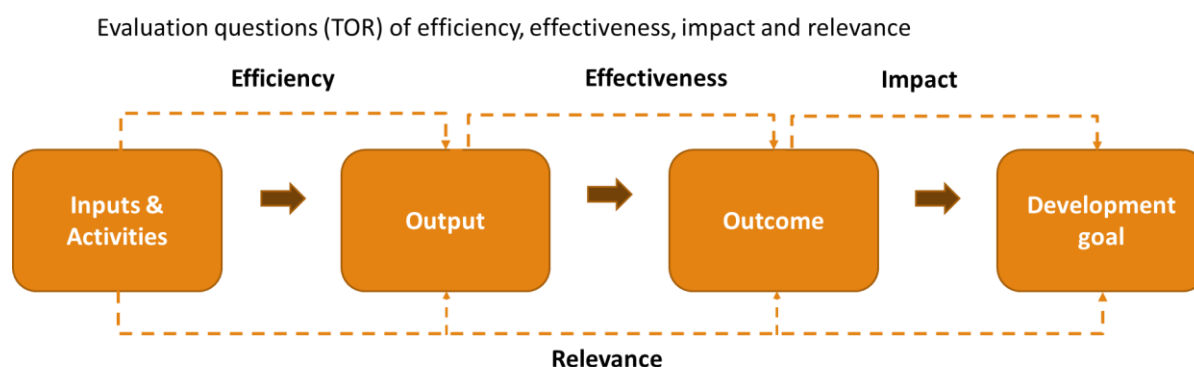 Evaluation questions (TOR) of efficiency, effectiveness, impact and relevance
Efficiency
Effectiveness
Impact
Inputs &
Activities
Output
Outcome
Development
goal
Relevance